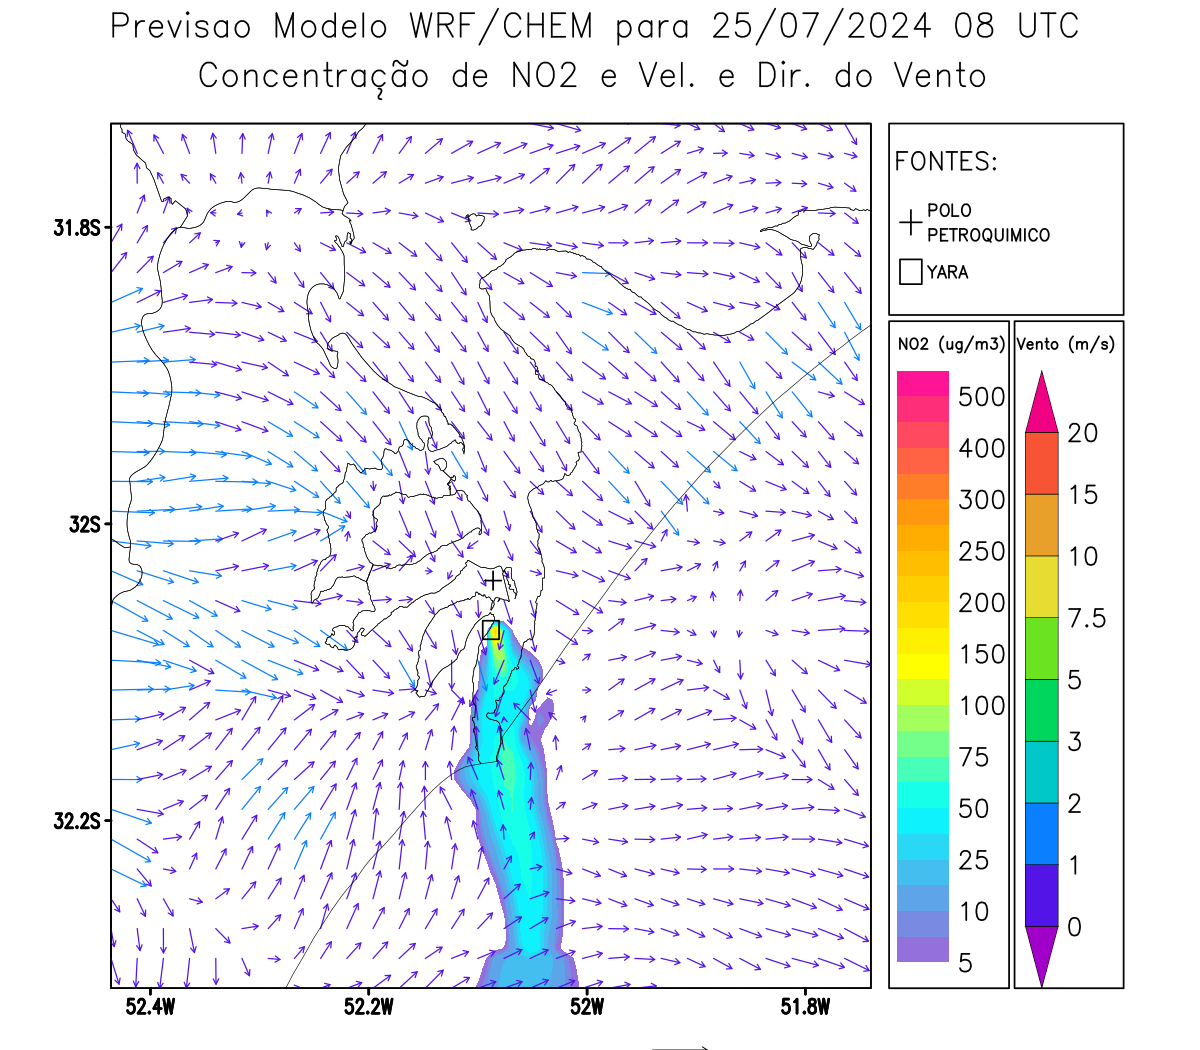 Previsao Modelo WRF/CHEM para 25/07/2024 08 UTC
Concentração de NO2 e Vel. e Dir. do Vento
FONTES:
POLO
PETROQUIMICO
YARA
NO2 (ug/m3)
500
400
300
250
200
150
100
75
50
25
10
5
Vento (m/s)
20
15
10
7.5
5
3
2
1
0
31.8S
32S
32.2S
52.4W
52.2W
52W
51.8W